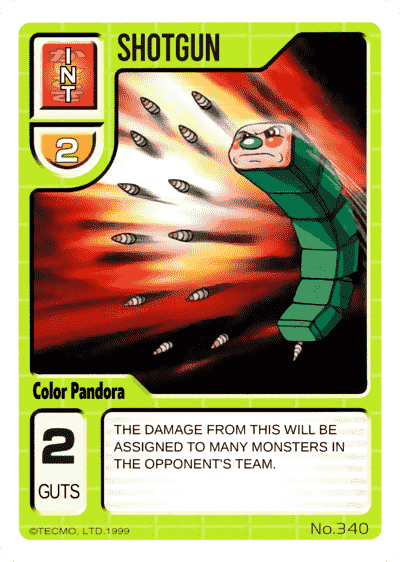 SHOTGUN
INT
2
Color Pandora
2
GUTS
THE DAMAGE FROM THIS WILL BE
ASSIGNED TO MANY MONSTERS IN
THE OPPONENT'S TEAM.
©TECMO, LTD.1999
No.340